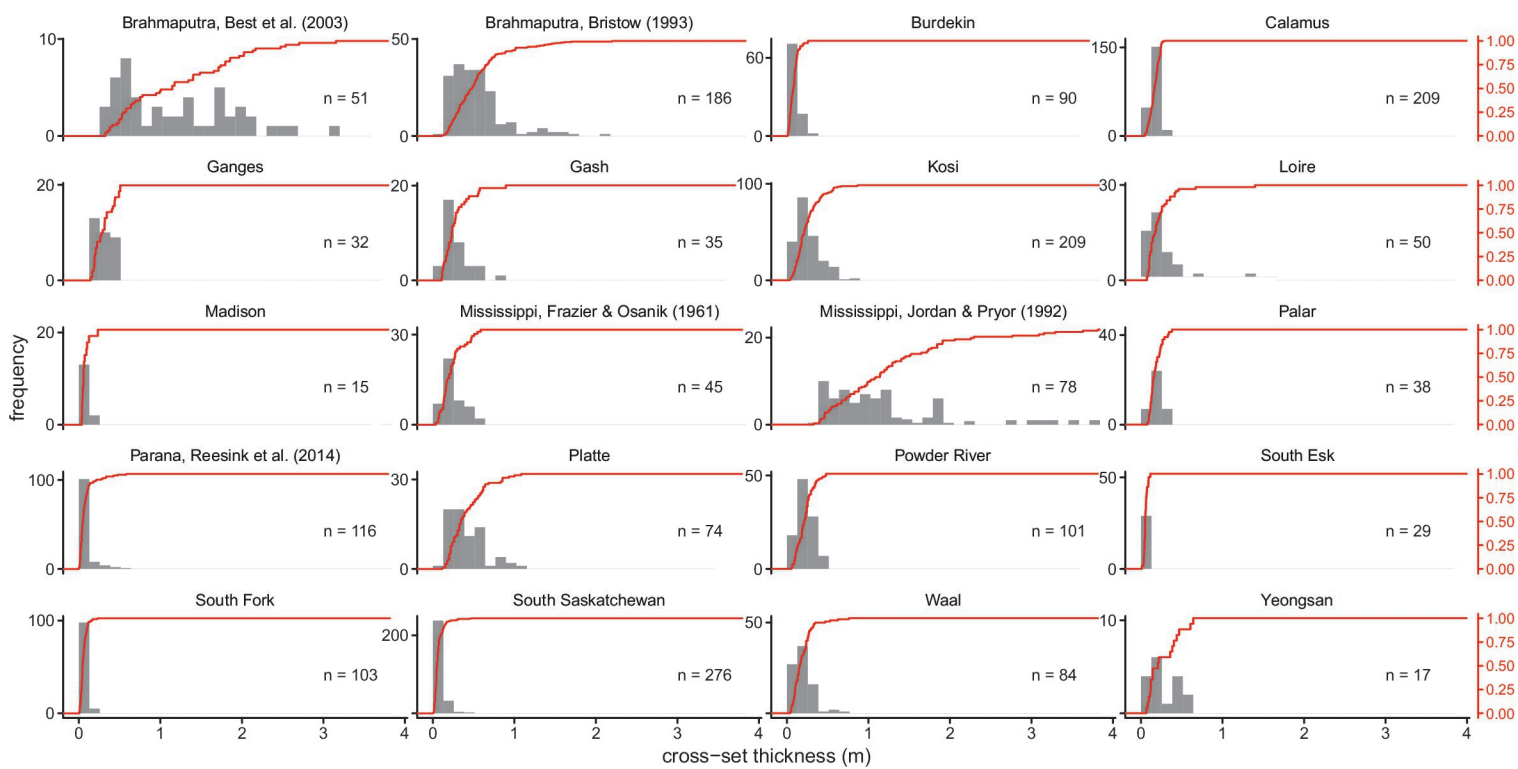 Brahmaputra, Best et al. (2003)
Brahmaputra, Bristow (1993)
Burdekin
Calamus
10
0
n = 51
50
0
n = 186
60
0
n = 90
150
0
n = 209
1.00
0.75
0.50
0.25
0.00
Ganges
Gash
Kosi
Loire
20
0
n = 32
20
0
n = 35
100
0
n = 209
30
0
n = 50
1.00
0.75
0.50
0.25
0.00
Madison
Mississippi, Frazier & Osanik (1961)
Mississippi, Jordan & Pryor (1992)
Palar
20
0
n = 15
30
0
n = 45
20
0
n = 78
40
0
n = 38
1.00
0.75
0.50
0.25
0.00
frequency
Parana, Reesink et al. (2014)
Platte
Powder River
South Esk
100
0
n = 116
30
0
n = 74
50
0
n = 101
50
0
n = 29
1.00
0.75
0.50
0.25
0.00
South Fork
South Saskatchewan
Waal
Yeongsan
100
0
n = 103
200
n = 276
50
0
n = 84
10
n = 17
1.00
0.75
0.50
0.25
0.00
0 1 2 3 4
0 1 2 3 4
0 1 2 3 4
0 1 2 3 4
cross−set thickness (m)